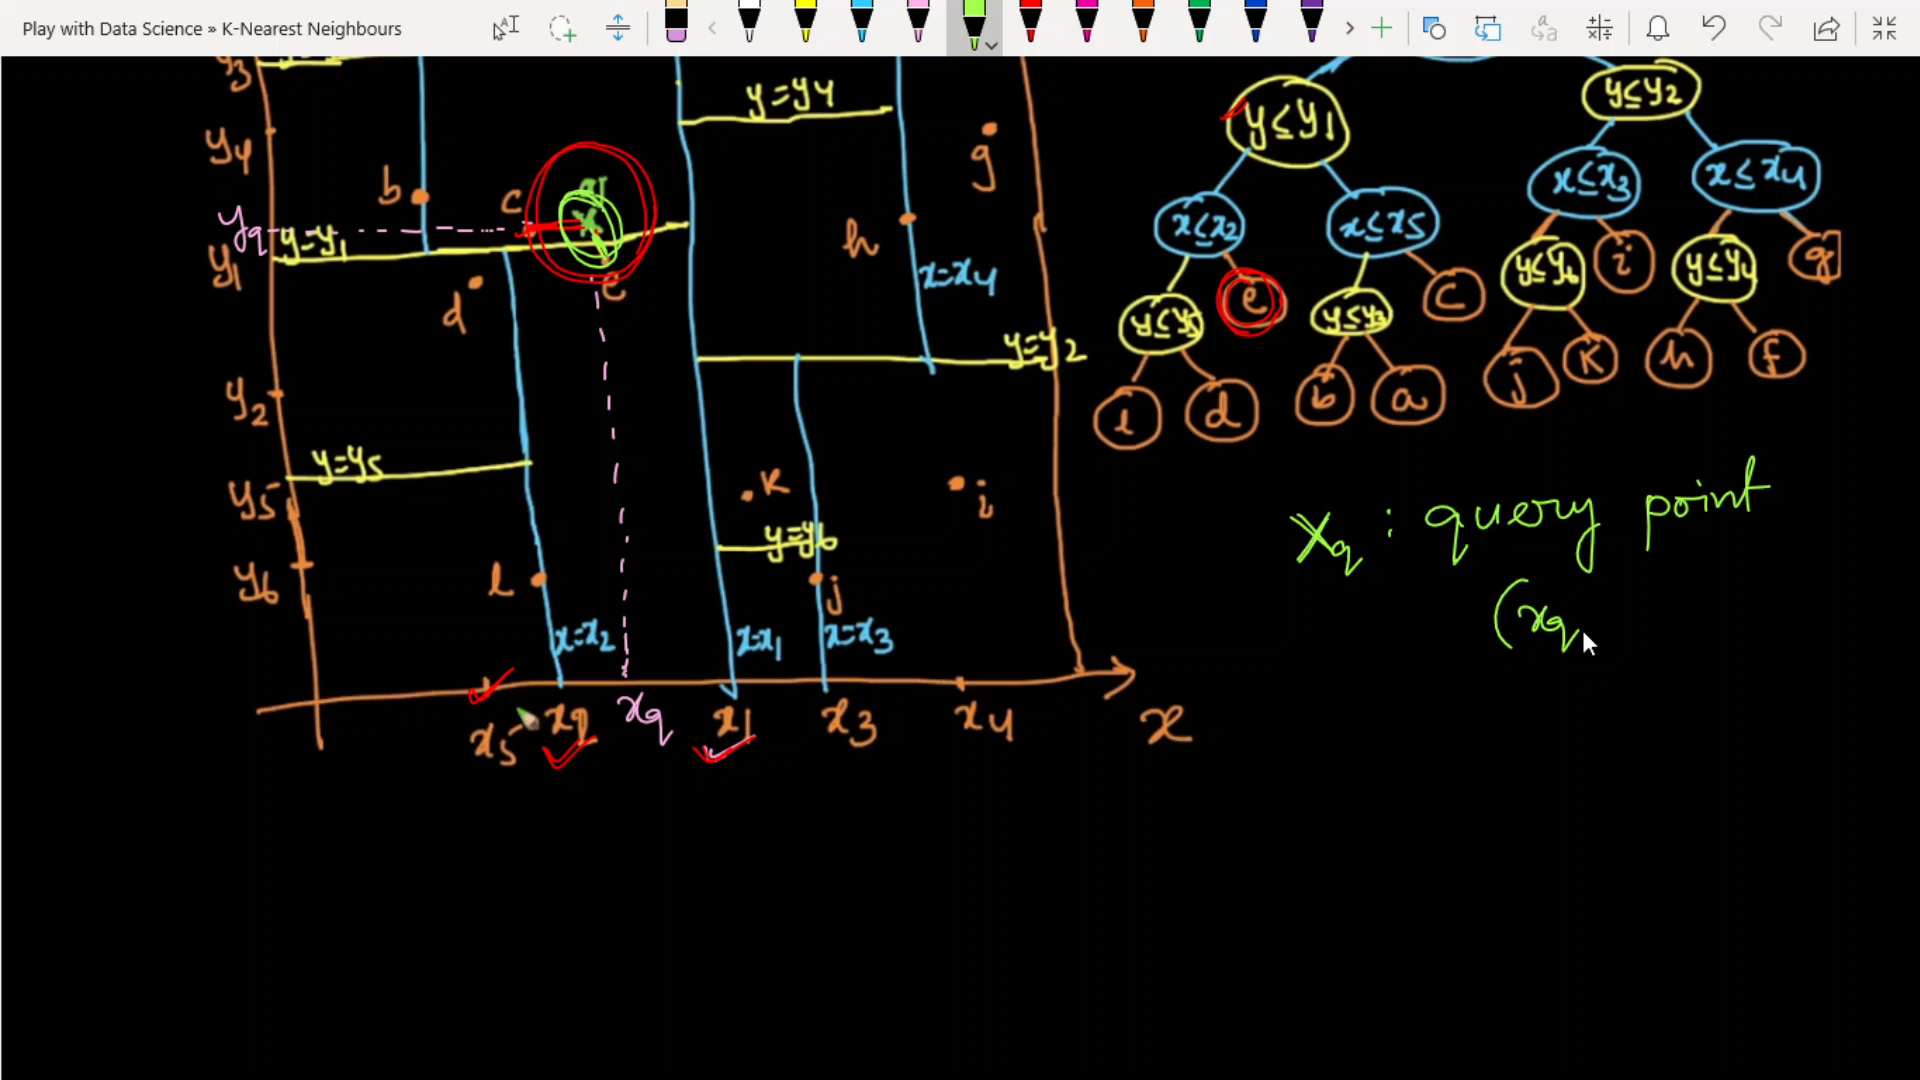 Play with Data Science » K-Nearest Neighbours
y3
y=y4
y4
g
b
c
q
yq
y=y1
y1
h
e
d
x=x4
y=y2
y2
y=y5
y5
k
i
y=y6
y6
l
j
x=x2
x=x1
x=x3
x5
xq
x1
x3
x4
x
y≤y1
y≤y2
x≤x2
x≤x5
x≤x3
x≤x4
y≤y5
e
y≤y3
c
y≤y6
i
y≤y4
g
l
d
b
a
j
k
h
f
xq : query point
(xq